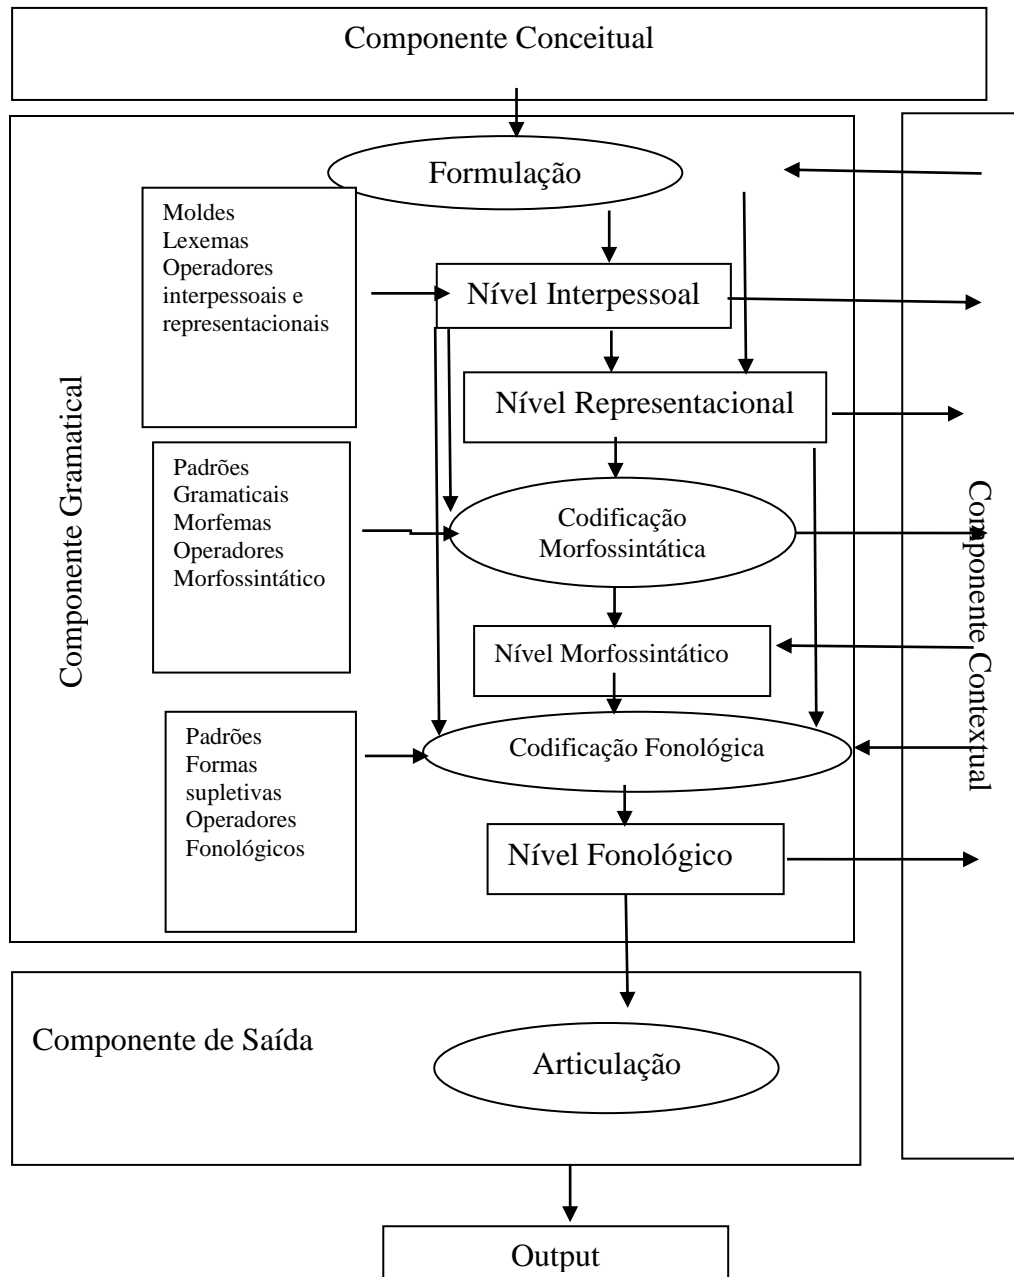 Componente Conceitual
Formulação
Moldes
Lexemas
Operadores
interpessoais e
representacionais
Nível Interpessoal
Nível Representacional
Componente Gramatical
Padrões
Gramaticais
Morfemas
Operadores
Morfossintático
Codificação
Morfossintática
Componente Contextual
Nível Morfossintático
Padrões
Formas
supletivas
Operadores
Fonológicos
Codificação Fonológica
Nível Fonológico
Componente de Saída
Articulação
Output